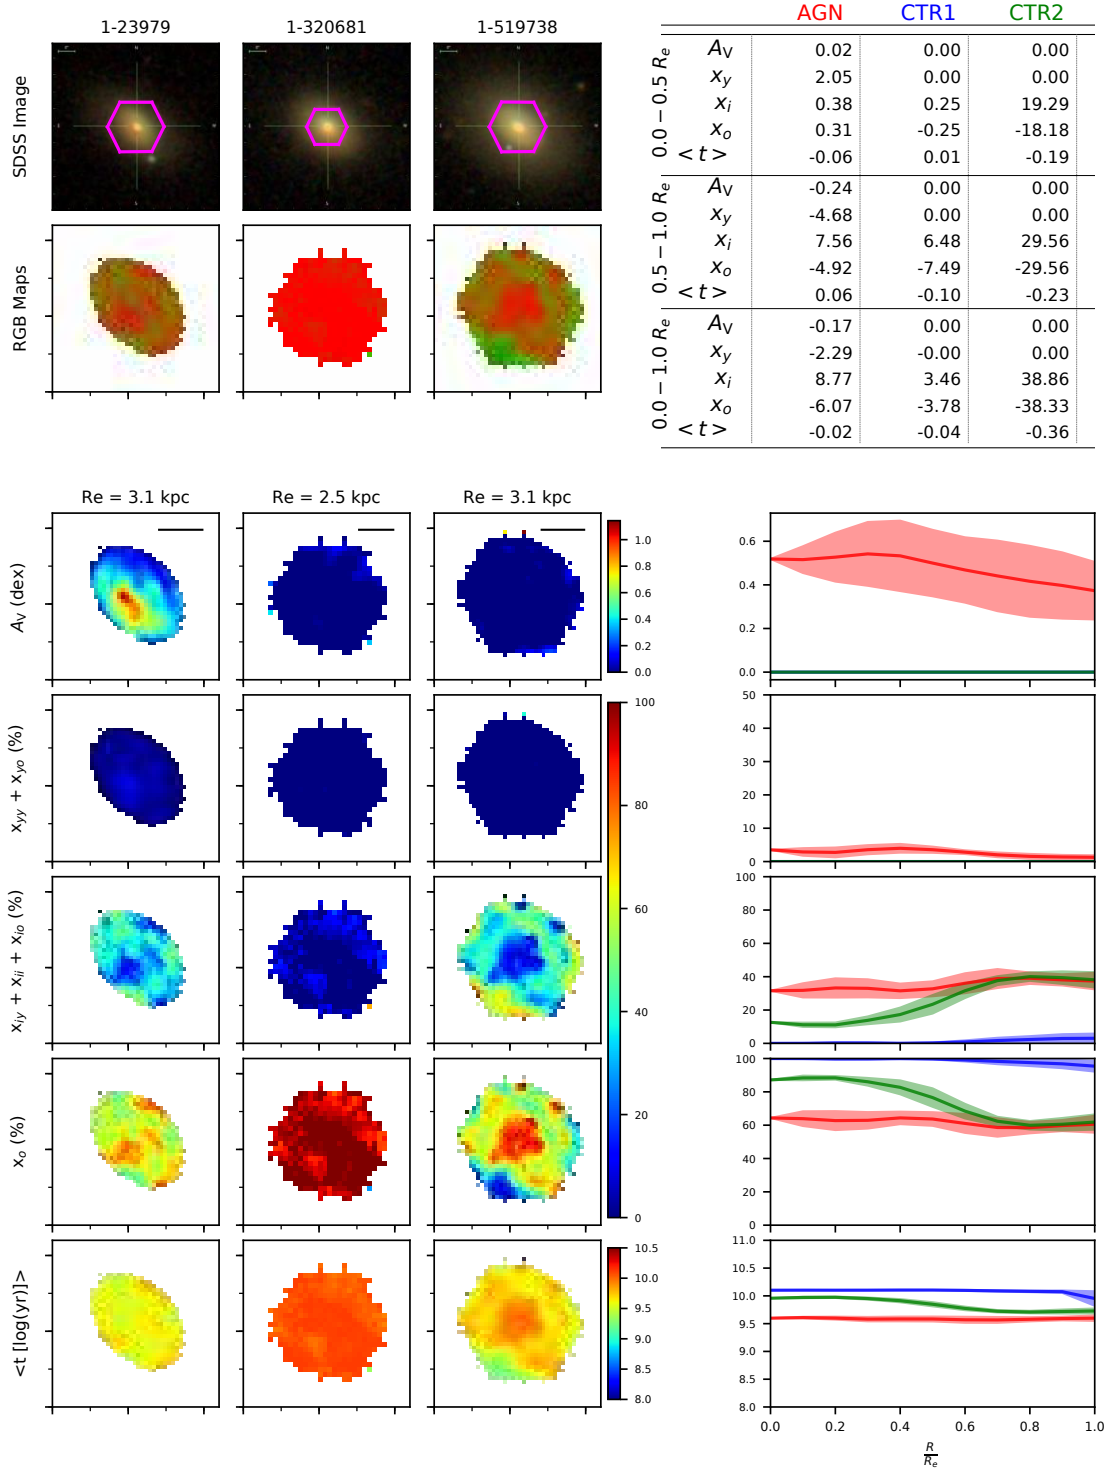 1-23979 1-320681 1-519738
SDSS Image
RGB Maps
AGN CTR1 CTR2
0.0 − 0.5 Re
AV 0.02 0.00 0.00
xy 2.05 0.00 0.00
xi 0.38 0.25 19.29
xo 0.31 -0.25 -18.18
< t > -0.06 0.01 -0.19
0.5 − 1.0 Re
AV -0.24 0.00 0.00
xy -4.68 0.00 0.00
xi 7.56 6.48 29.56
xo -4.92 -7.49 -29.56
< t > 0.06 -0.10 -0.23
0.0 − 1.0 Re
AV -0.17 0.00 0.00
xy -2.29 -0.00 0.00
xi 8.77 3.46 38.86
xo -6.07 -3.78 -38.33
< t > -0.02 -0.04 -0.36
Re = 3.1 kpc Re = 2.5 kpc Re = 3.1 kpc
AV (dex)
1.0
0.8
0.6
0.4
0.2
0.0
0.6
0.4
0.2
0.0
xyy + xyo (%)
100
80
60
40
20
0
50
40
30
20
10
0
xiy + xii + xio (%)
100
80
60
40
20
0
xo (%)
100
80
60
40
20
0
<t [log(yr)]>
10.5
10.0
9.5
9.0
8.5
8.0
11.0
10.5
10.0
9.5
9.0
8.5
8.0
0.0 0.2 0.4 0.6 0.8 1.0
R
Re